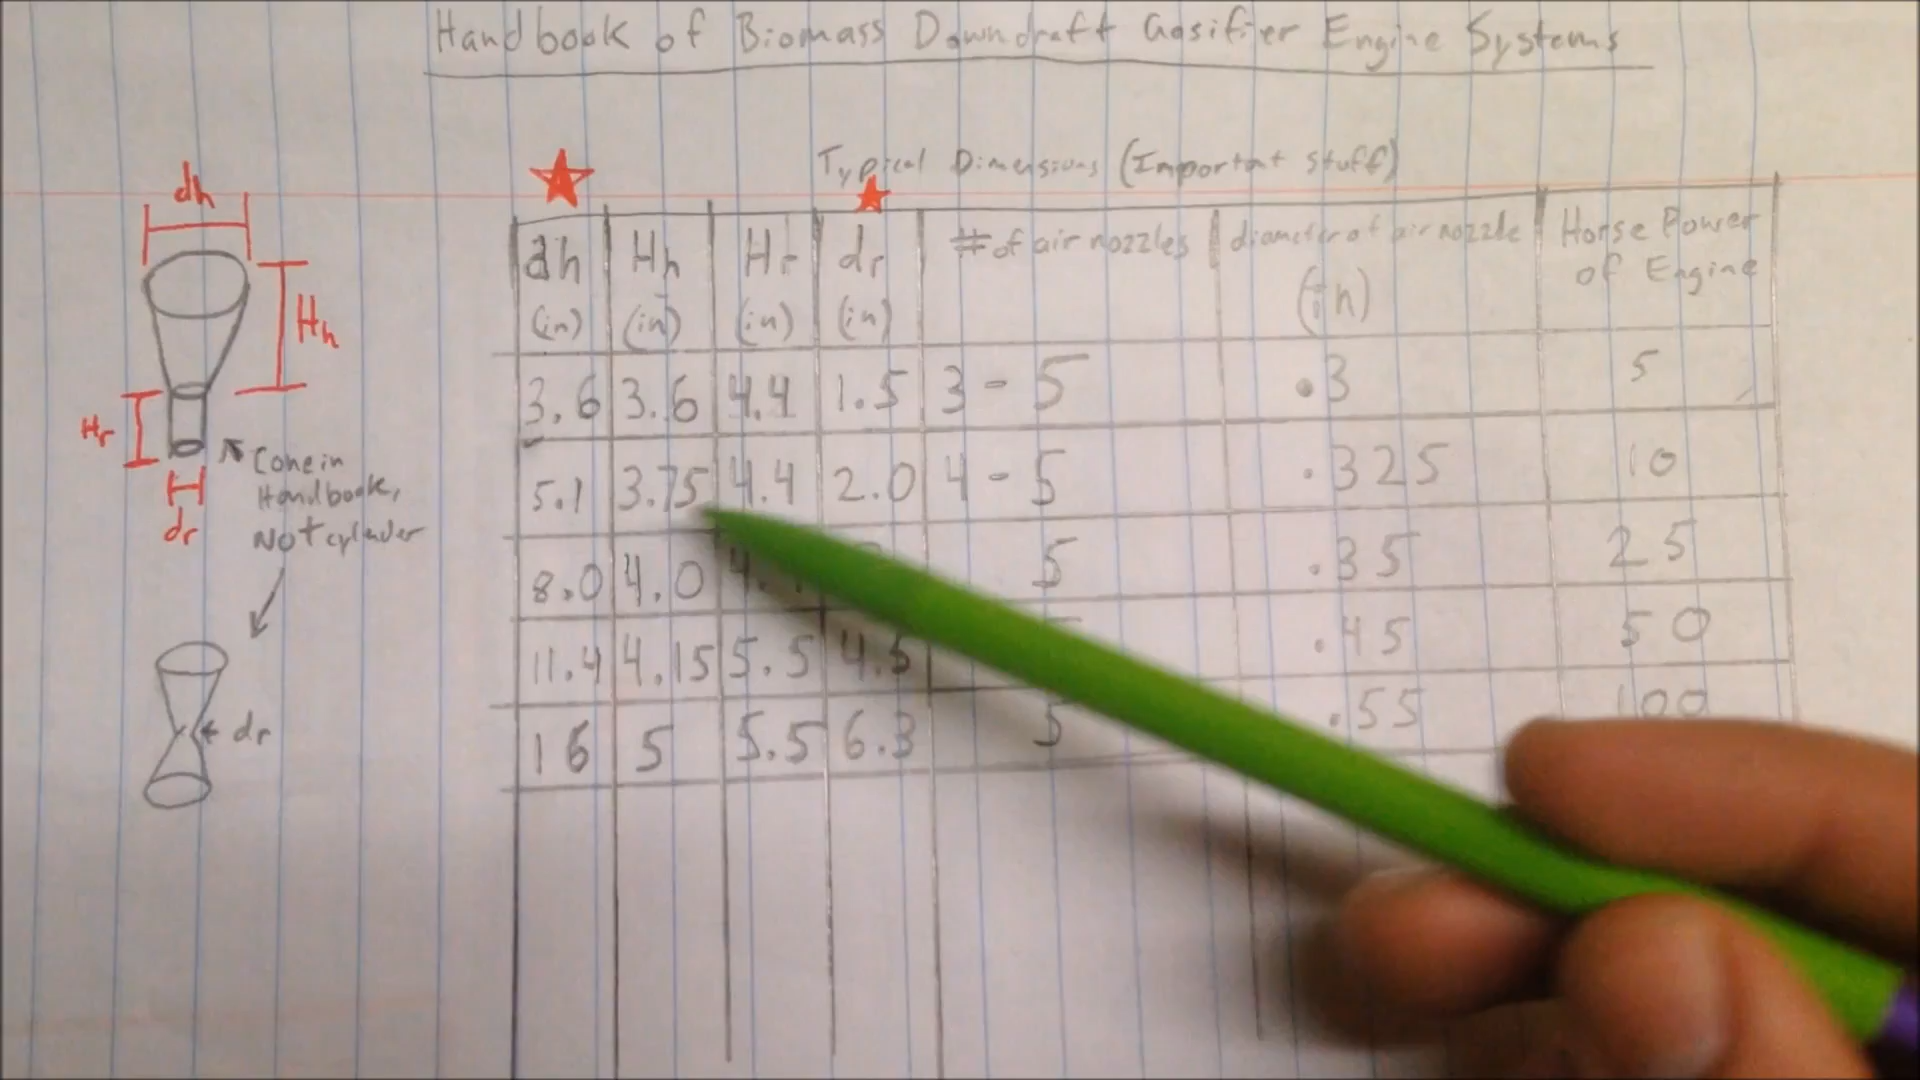 Handbook of Biomass Downdraft Gasifier Engine Systems
Typical Dimensions (Important stuff)
dh
Hh
Hr
dr
Cone in
Handbook,
Not cylinder
dr
dh Hh Hr dr # of air nozzles diameter of air nozzle Horse Power
of Engine
(in) (in) (in) (in) (in)
3.6 3.6 4.4 1.5 3 - 5 .3 5
5.1 3.75 4.4 2.0 4 - 5 .325 10
8.0 4.0 5 .35 25
11.4 4.15 5.5 4.5 .45 50
16 5 5.5 6.3 5 .55 100